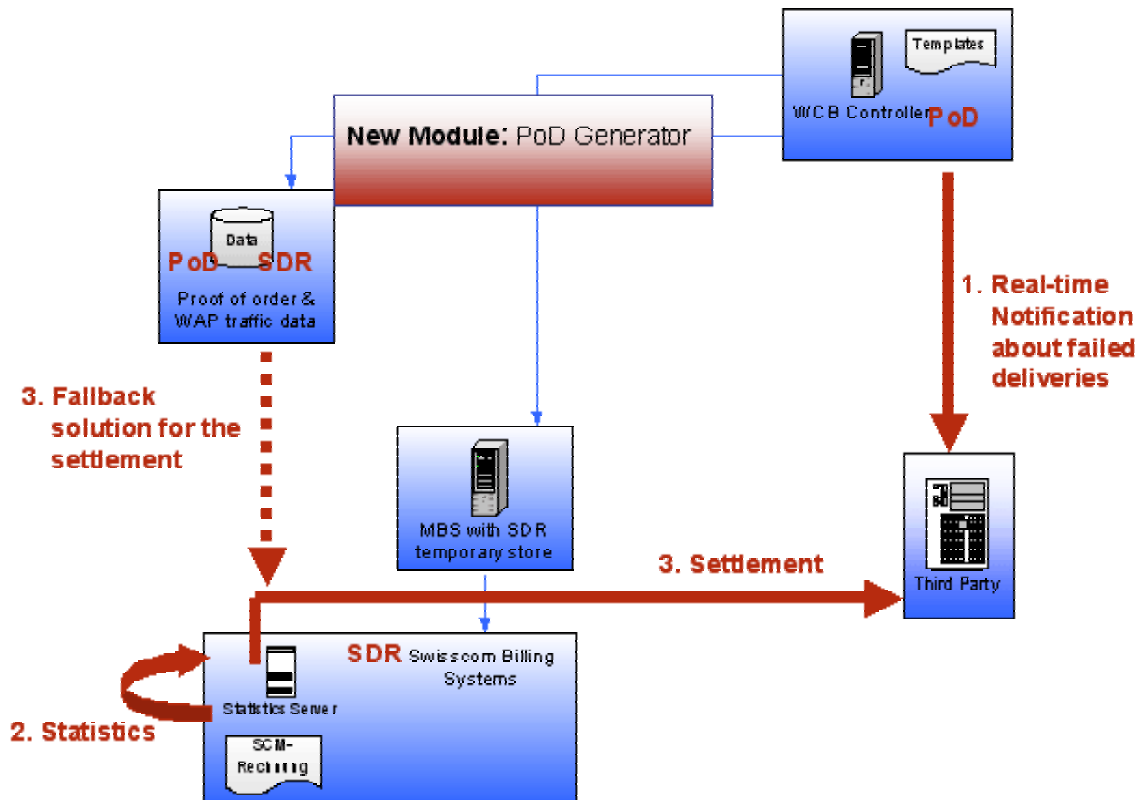 Templates
WCB Controller
PoD
New Module: PoD Generator
Data
PoD SDR
Proof of order &
WAP traffic data
1. Real-time
Notification
about failed
deliveries
3. Fallback
solution for the
settlement
MBS with SDR
temporary store
3. Settlement
Third Party
SDR Swisscom Billing
Systems
Statistics Server
2. Statistics
SCM-
Rechnung